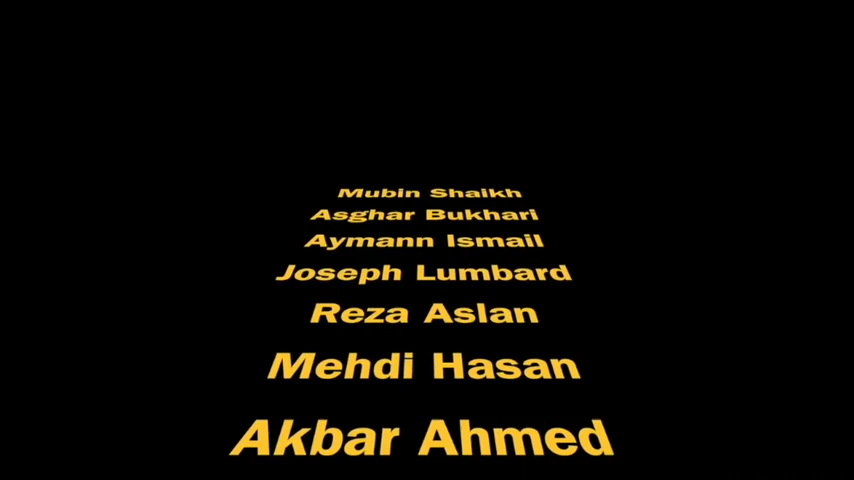 Mubin Shaikh
Asghar Bukhari
Aymann Ismail
Joseph Lumbard
Reza Aslan
Mehdi Hasan
Akbar Ahmed